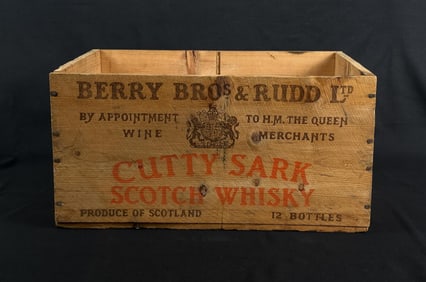 BERRY BROS & RUDD LTD
BY APPOINTMENT TO H.M. THE QUEEN
WINE MERCHANTS
CUTTY SARK
SCOTCH WHISKY
PRODUCE OF SCOTLAND 12 BOTTLES